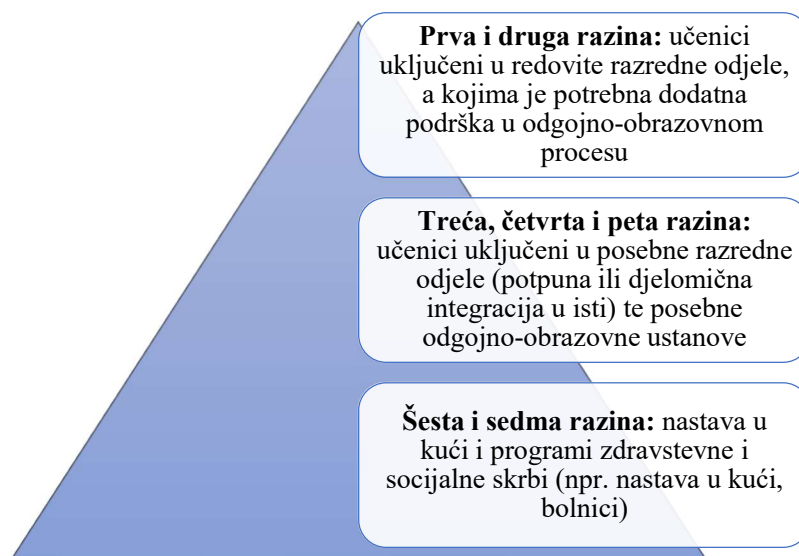 Prva i druga razina: učenici
uključeni u redovite razredne odjele,
a kojima je potrebna dodatna
podrška u odgojno-obrazovnom
procesu
Treća, četvrta i peta razina:
učenici uključeni u posebne razredne
odjele (potpuna ili djelomična
integracija u isti) te posebne
odgojno-obrazovne ustanove
Šesta i sedma razina: nastava u
kući i programi zdravstevne i
socijalne skrbi (npr. nastava u kući,
bolnici)